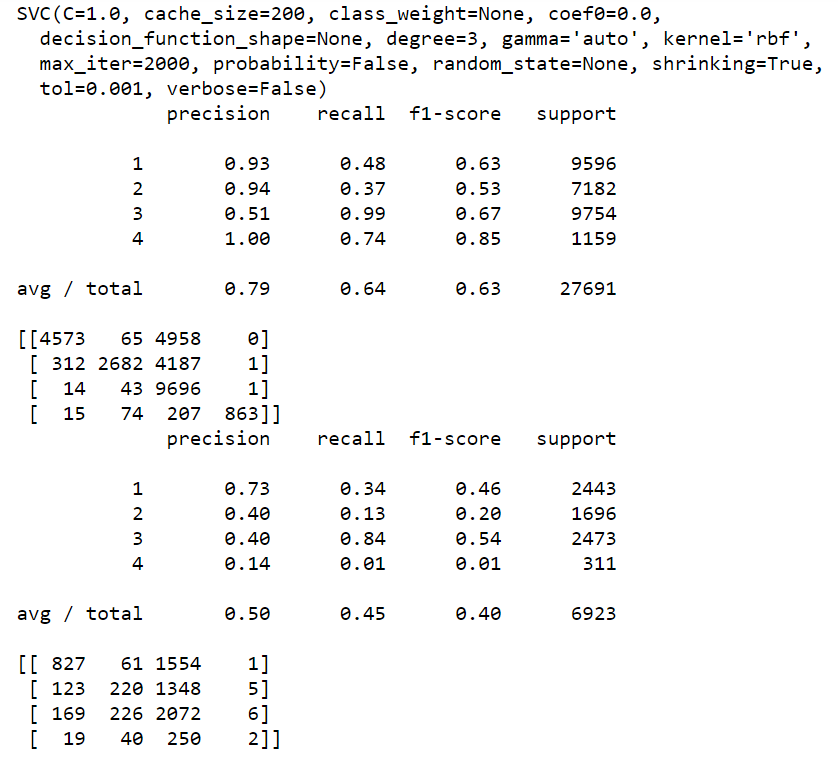 SVC(C=1.0, cache_size=200, class_weight=None, coef0=0.0,
  decision_function_shape=None, degree=3, gamma='auto', kernel='rbf',
  max_iter=2000, probability=False, random_state=None, shrinking=True,
  tol=0.001, verbose=False)
             precision    recall  f1-score   support

          1       0.93      0.48      0.63      9596
          2       0.94      0.37      0.53      7182
          3       0.51      0.99      0.67      9754
          4       1.00      0.74      0.85      1159

avg / total       0.79      0.64      0.63     27691

[[4573   65 4958    0]
 [ 312 2682 4187    1]
 [  14   43 9696    1]
 [  15   74  207  863]]
             precision    recall  f1-score   support

          1       0.73      0.34      0.46      2443
          2       0.40      0.13      0.20      1696
          3       0.40      0.84      0.54      2473
          4       0.14      0.01      0.01       311

avg / total       0.50      0.45      0.40      6923

[[ 827   61 1554    1]
 [ 123  220 1348    5]
 [ 169  226 2072    6]
 [  19   40  250    2]]